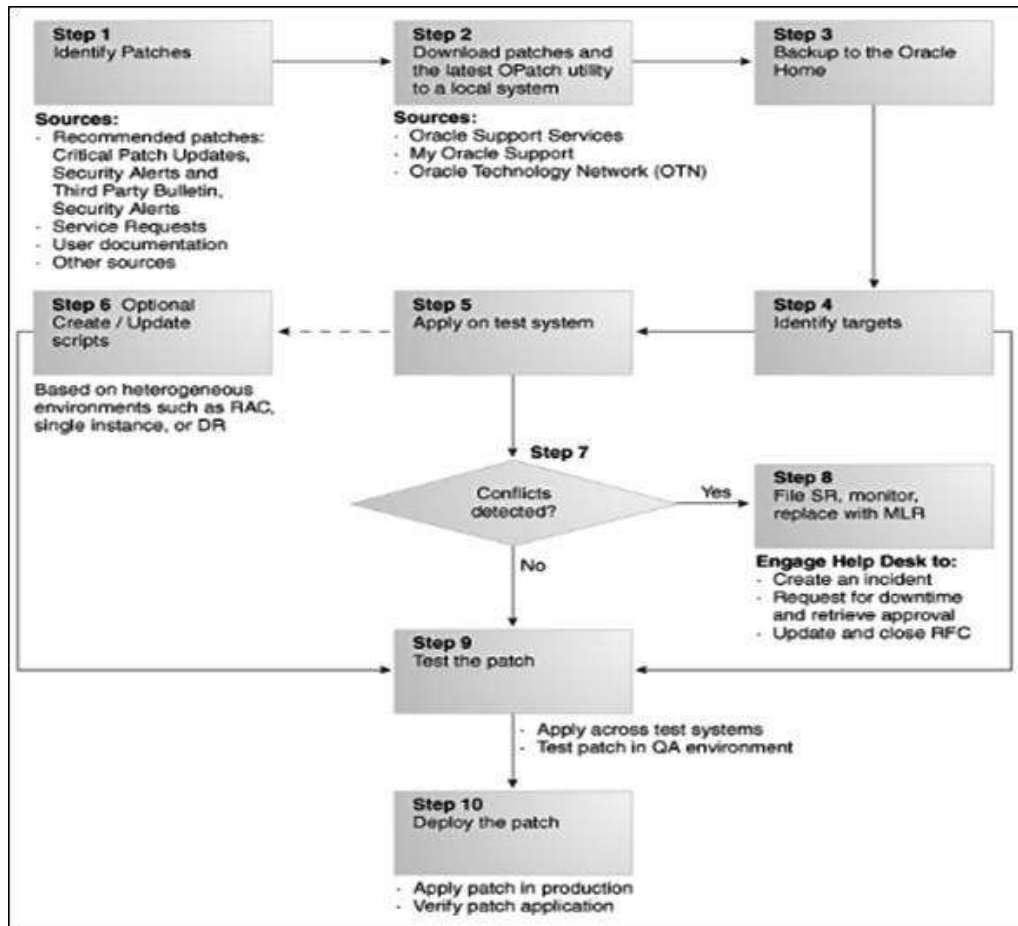 Step 1
Identify Patches
Sources:
- Recommended patches:
Critical Patch Updates,
Security Alerts and
Third Party Bulletin,
Security Alerts
- Service Requests
- User documentation
- Other sources
Step 2
Download patches and
the latest OPatch utility
to a local system
Sources:
- Oracle Support Services
- My Oracle Support
- Oracle Technology Network (OTN)
Step 3
Backup to the Oracle
Home
Step 4
Identify targets
Step 5
Apply on test system
Step 6 Optional
Create / Update
scripts
Based on heterogeneous
environments such as RAC,
single instance, or DR
Step 7
Conflicts
detected?
Yes
No
Step 8
File SR, monitor,
replace with MLR
Engage Help Desk to:
- Create an incident
- Request for downtime
and retrieve approval
- Update and close RFC
Step 9
Test the patch
- Apply across test systems
- Test patch in QA environment
Step 10
Deploy the patch
- Apply patch in production
- Verify patch application